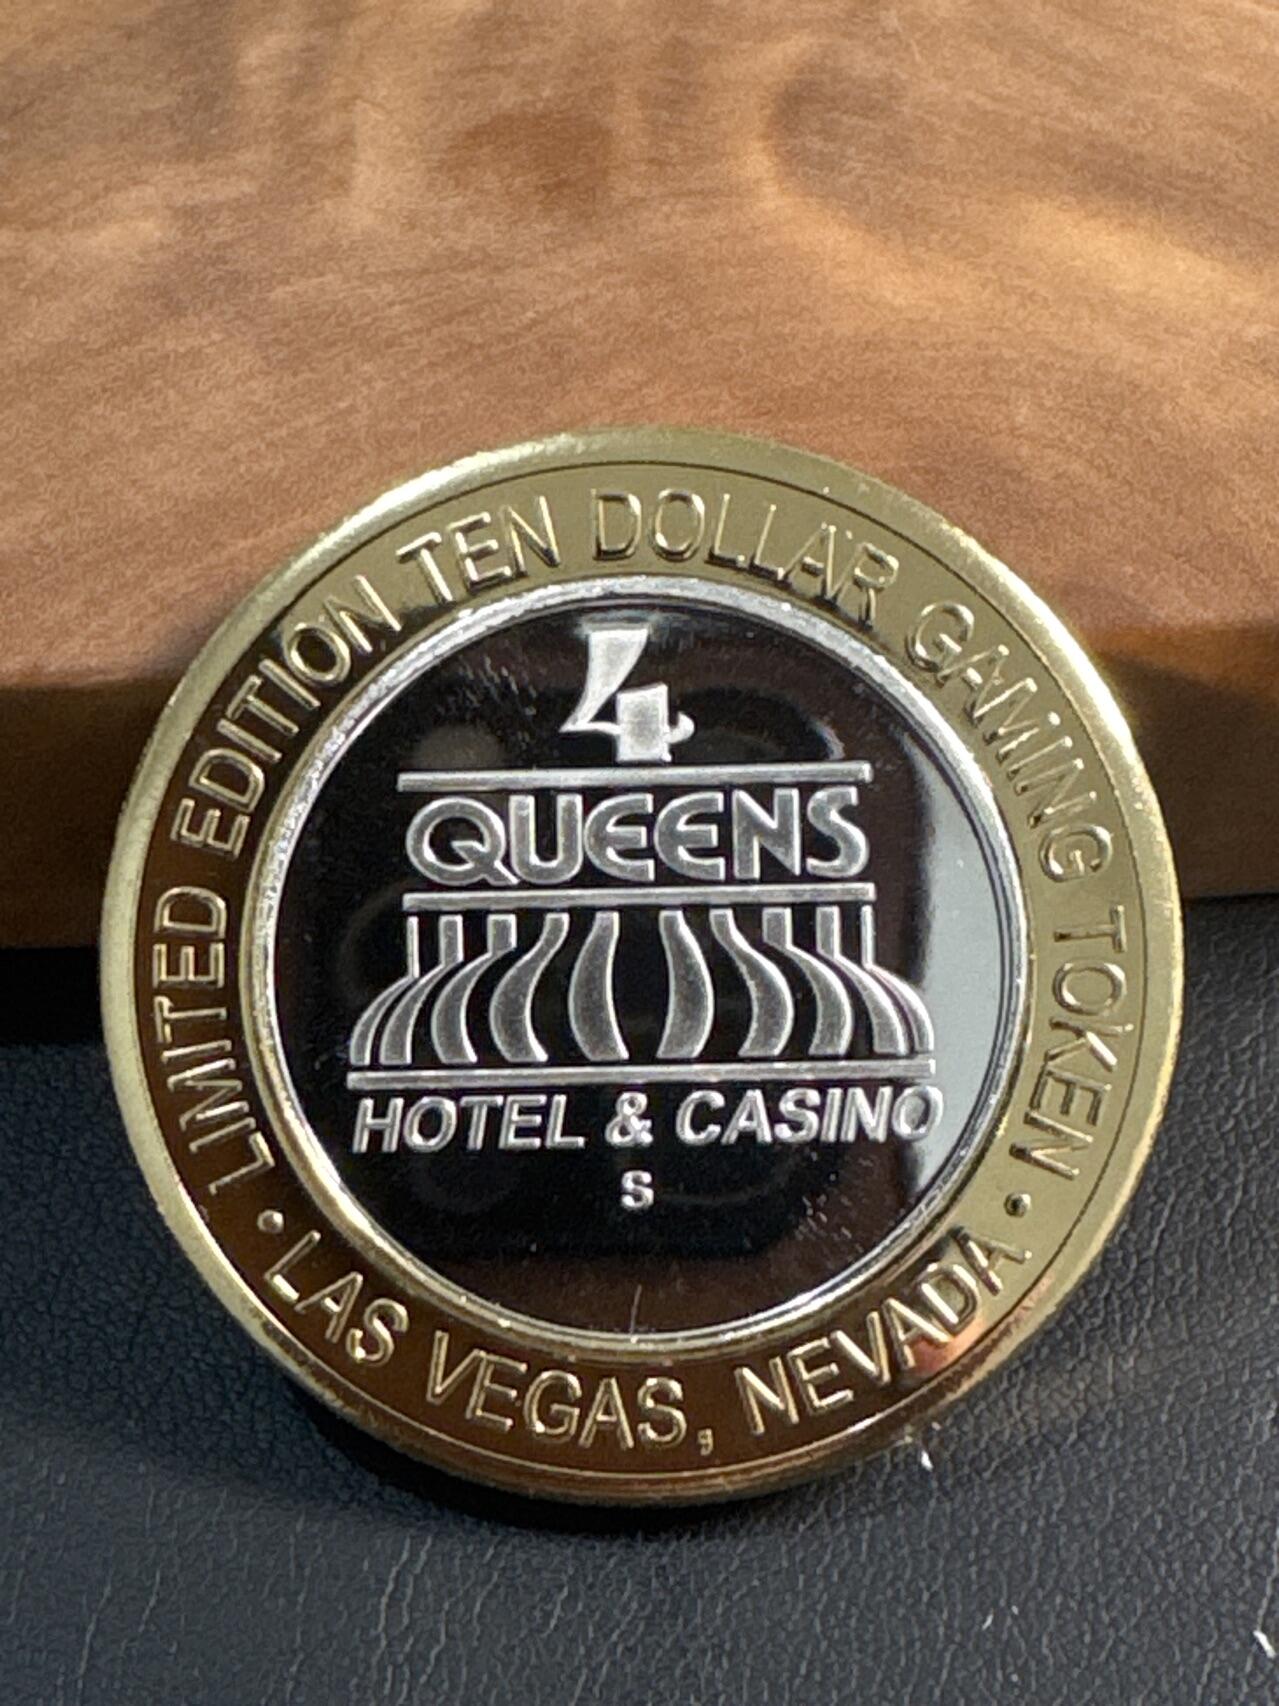 LIMITED EDITION TEN DOLLAR GAMING TOKEN
4
QUEENS
HOTEL & CASINO
S
• LAS VEGAS, NEVADA •